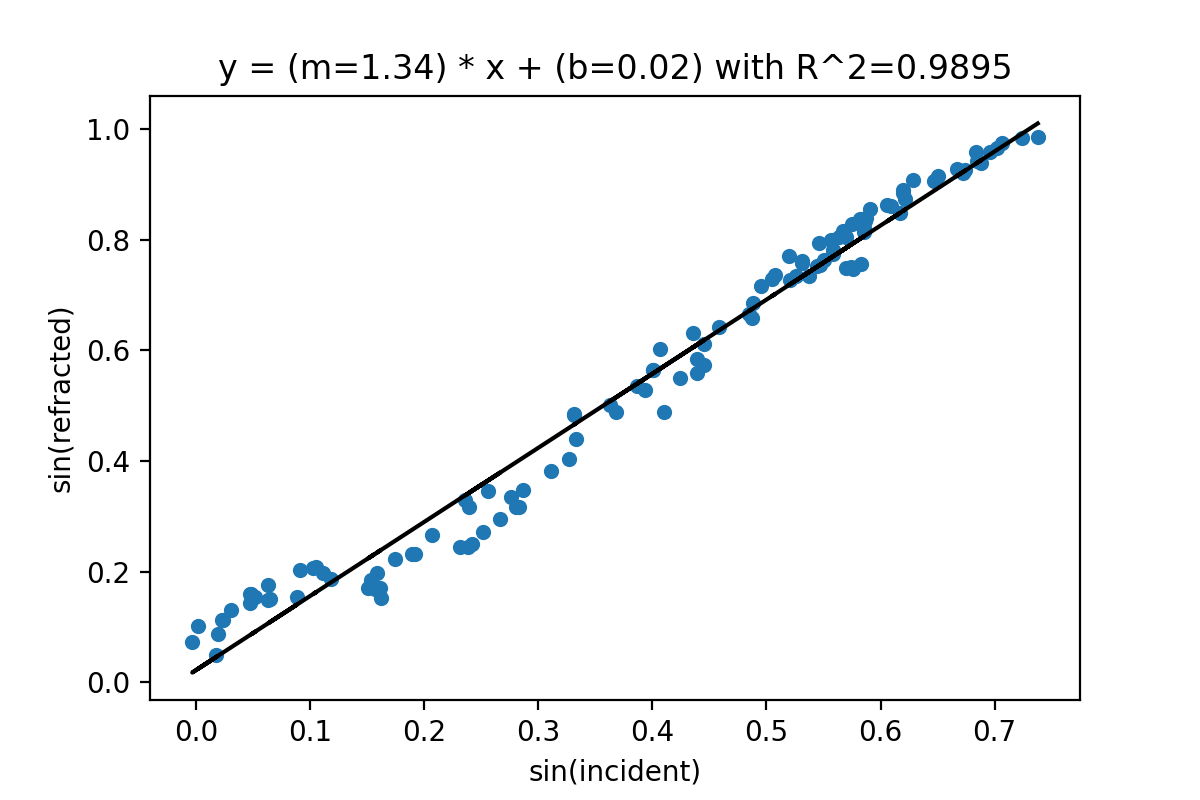 y = (m=1.34) * x + (b=0.02) with R^2=0.9895
1.0
0.8
0.6
0.4
0.2
0.0
sin(refracted)
0.0 0.1 0.2 0.3 0.4 0.5 0.6 0.7
sin(incident)